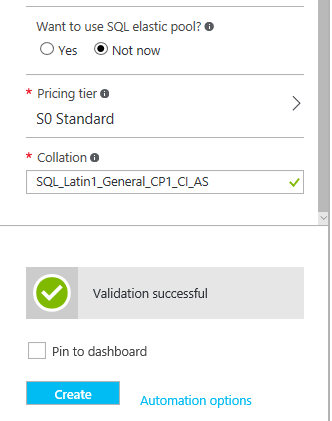 Want to use SQL elastic pool?
Yes Not now
* Pricing tier
S0 Standard
* Collation
SQL_Latin1_General_CP1_CI_AS
Validation successful
Pin to dashboard
Create Automation options